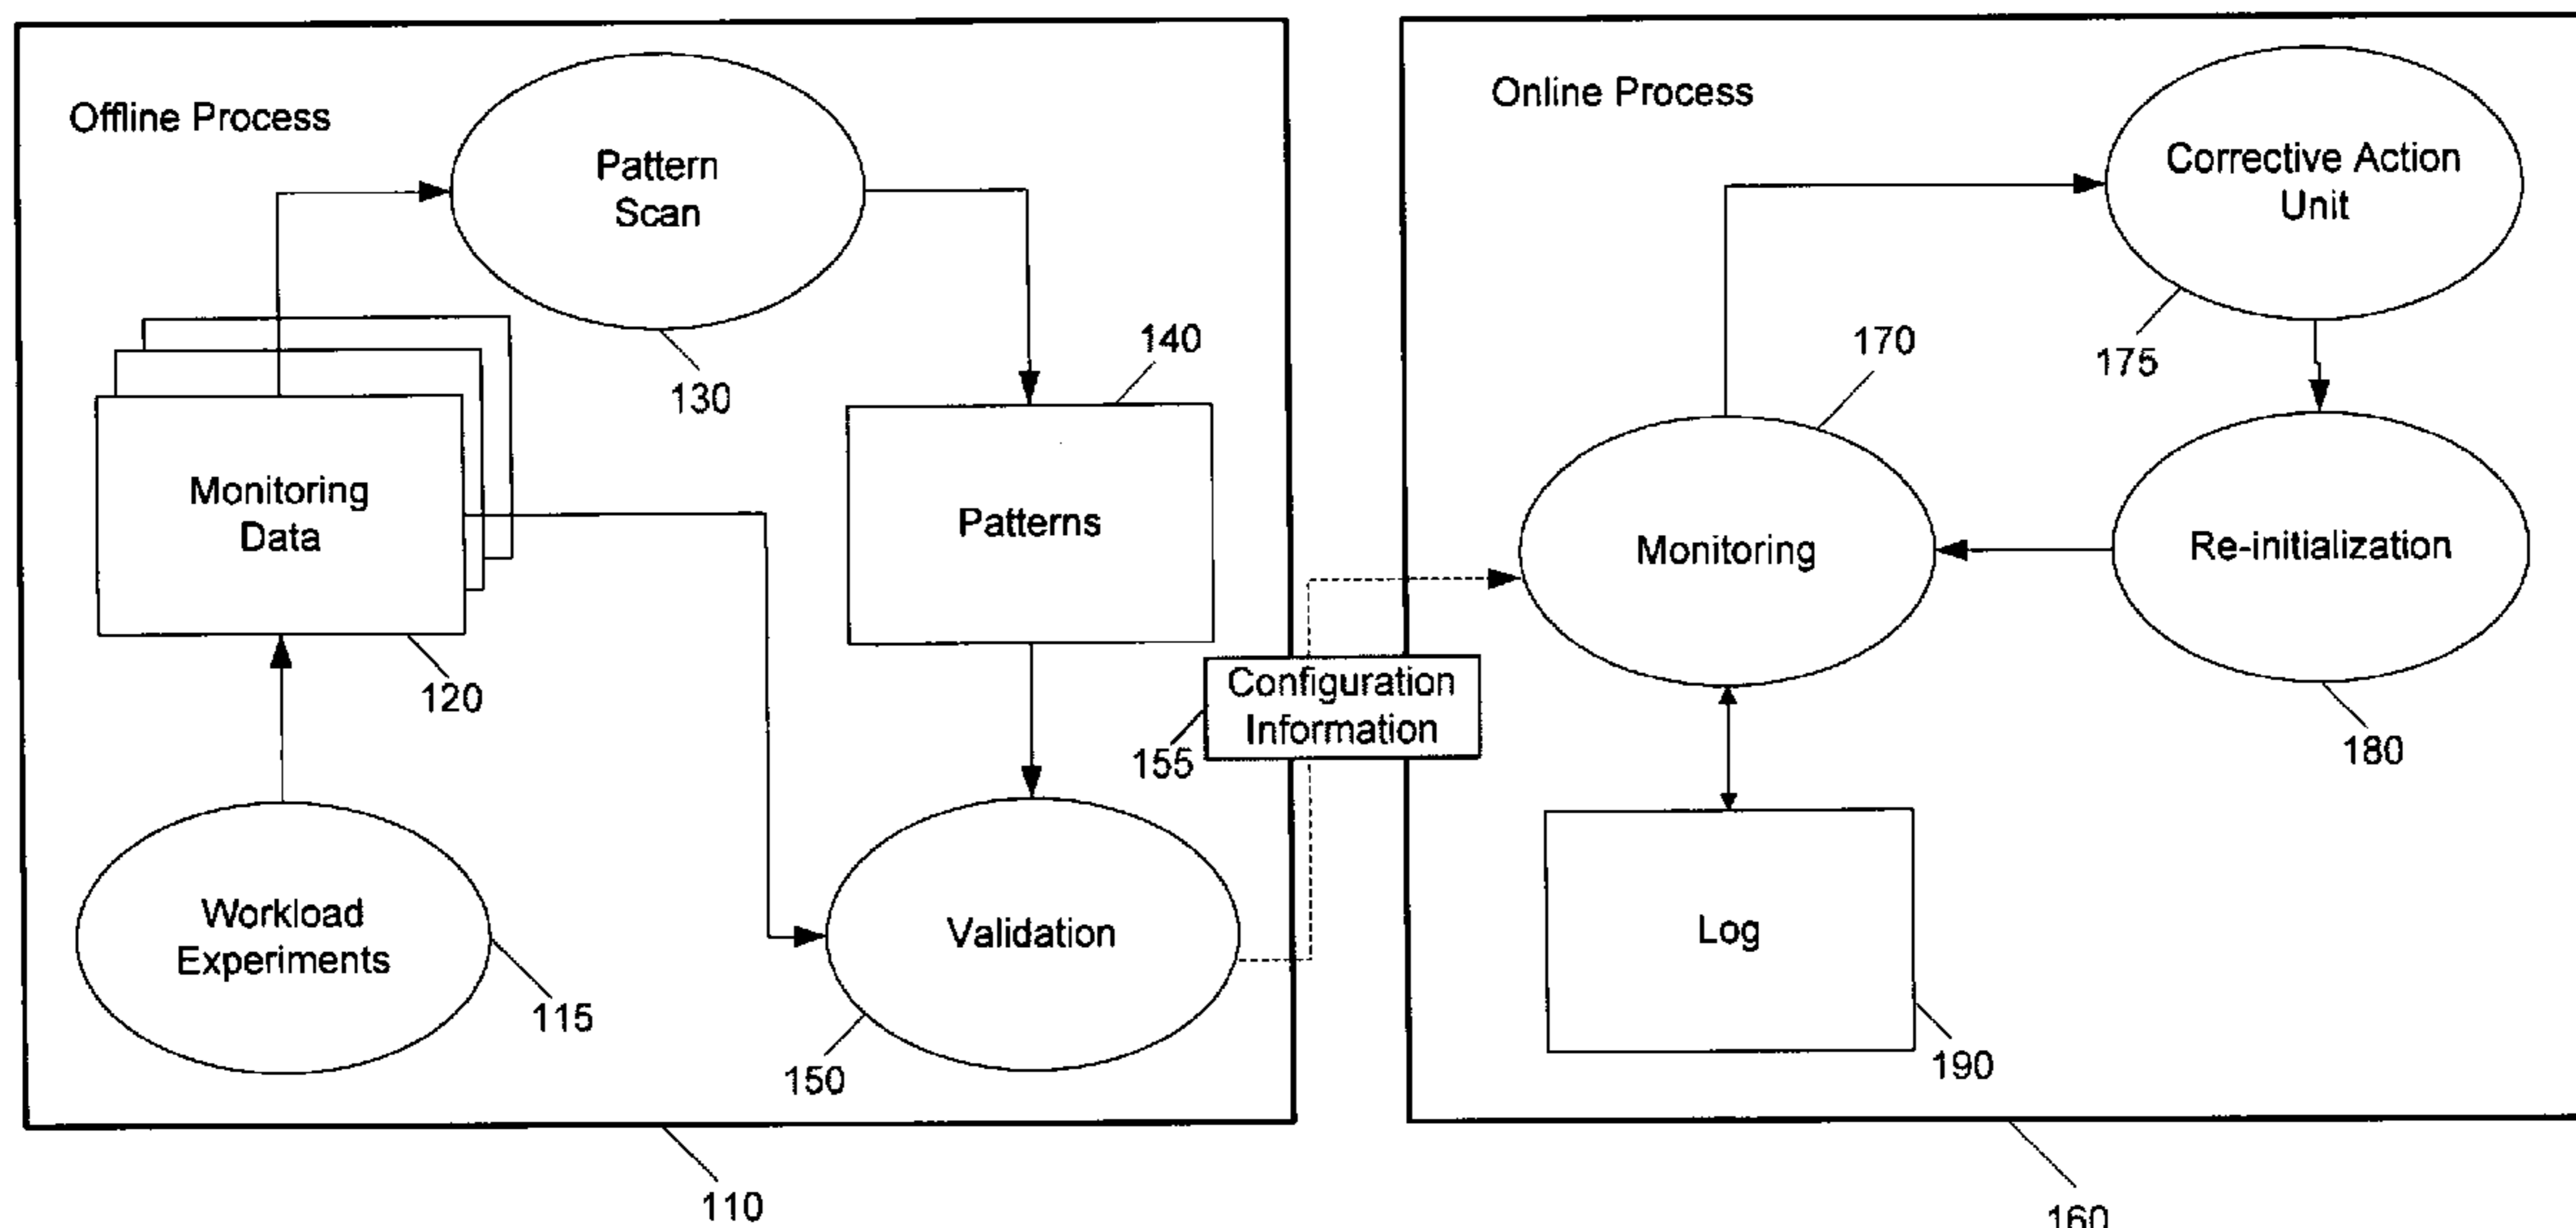 Offline Process
Pattern
Scan
130
140
Monitoring
Data
120
Patterns
Workload
Experiments
115
Validation
150
110
Configuration
Information
155
Online Process
Corrective Action
Unit
175
170
Monitoring
Re-initialization
180
Log
190
160